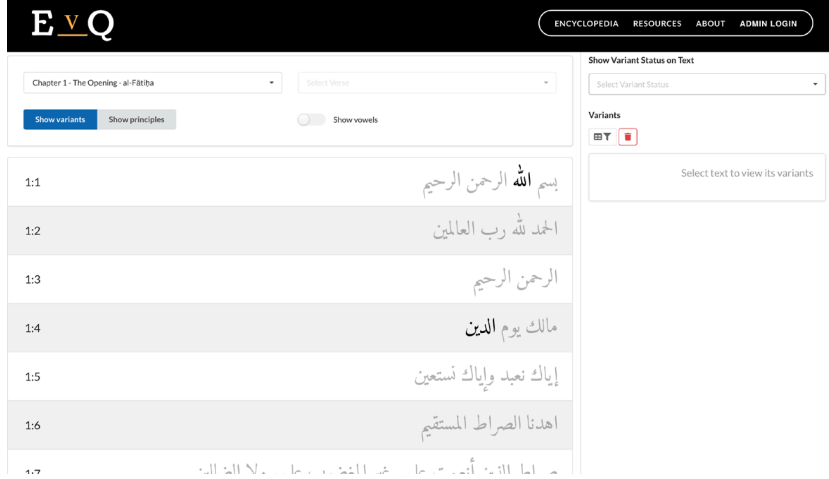 EvQ
ENCYCLOPEDIA RESOURCES ABOUT ADMIN LOGIN
Chapter 1 - The Opening - al-Fātiḥa
Select Verse
Show variants Show principles Show vowels
1:1 بسم الله الرحمن الرحيم
1:2 الحمد لله رب العالمين
1:3 الرحمن الرحيم
1:4 مالك يوم الدين
1:5 إياك نعبد وإياك نستعين
1:6 اهدنا الصراط المستقيم
Show Variant Status on Text
Select Variant Status
Variants
Select text to view its variants